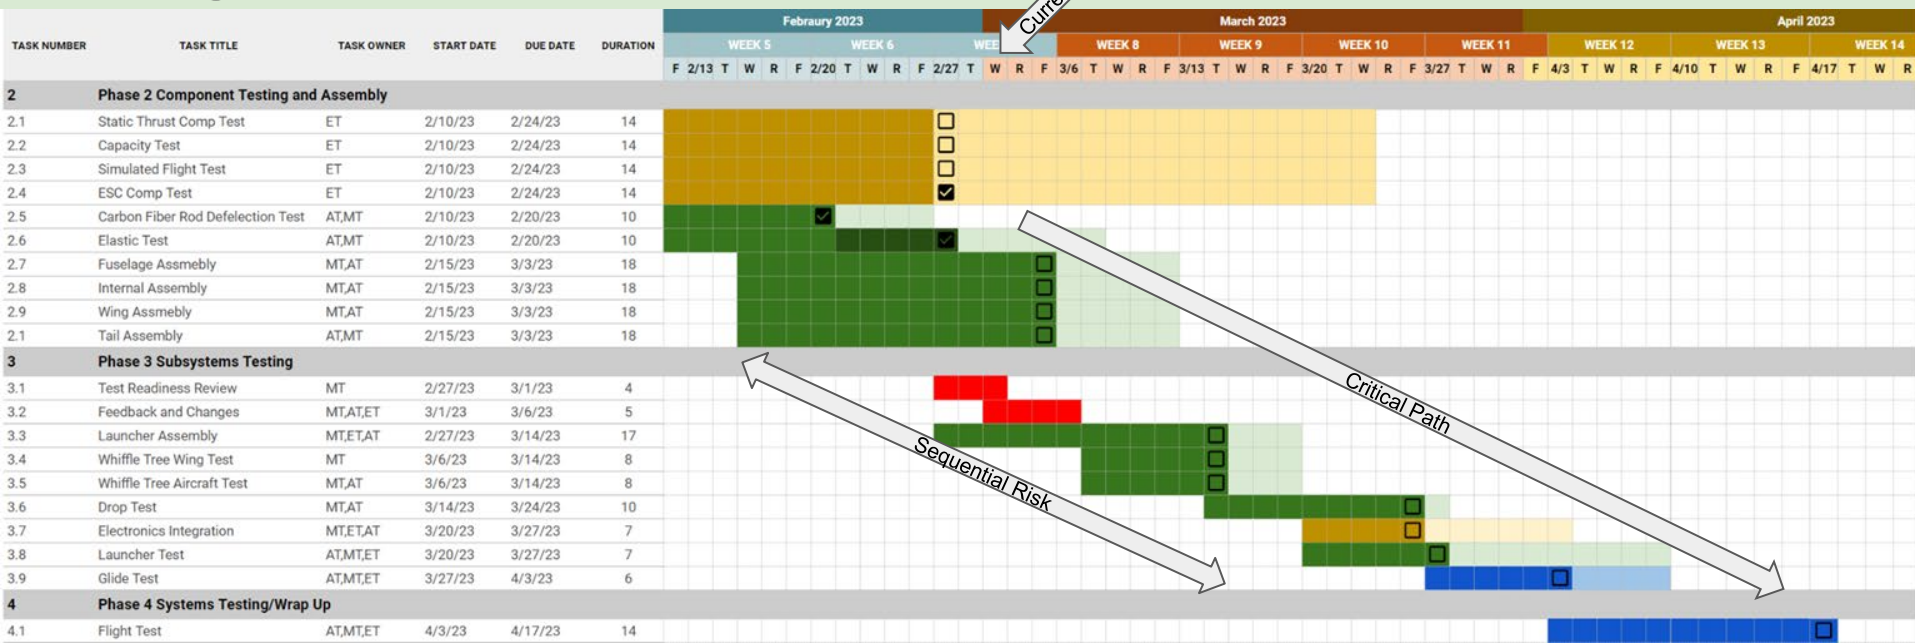 Curre
Febraury 2023 March 2023 April 2023
TASK NUMBER TASK TITLE TASK OWNER START DATE DUE DATE DURATION
WEEK 5 WEEK 6 WEE WEEK 8 WEEK 9 WEEK 10 WEEK 11 WEEK 12 WEEK 13 WEEK 14
F 2/13 T W R F 2/20 T W R F 2/27 T W R F 3/6 T W R F 3/13 T W R F 3/20 T W R F 3/27 T W R F 4/3 T W R F 4/10 T W R F 4/17 T W R
2 Phase 2 Component Testing and Assembly
2.1 Static Thrust Comp Test ET 2/10/23 2/24/23 14
2.2 Capacity Test ET 2/10/23 2/24/23 14
2.3 Simulated Flight Test ET 2/10/23 2/24/23 14
2.4 ESC Comp Test ET 2/10/23 2/24/23 14
2.5 Carbon Fiber Rod Defelection Test AT,MT 2/10/23 2/20/23 10
2.6 Elastic Test AT,MT 2/10/23 2/20/23 10
2.7 Fuselage Assmebly MT,AT 2/15/23 3/3/23 18
2.8 Internal Assembly MT,AT 2/15/23 3/3/23 18
2.9 Wing Assmebly MT,AT 2/15/23 3/3/23 18
2.1 Tail Assembly AT,MT 2/15/23 3/3/23 18
3 Phase 3 Subsystems Testing
3.1 Test Readiness Review MT 2/27/23 3/1/23 4
3.2 Feedback and Changes MT,AT,ET 3/1/23 3/6/23 5
3.3 Launcher Assembly MT,ET,AT 2/27/23 3/14/23 17
3.4 Whiffle Tree Wing Test MT 3/6/23 3/14/23 8
3.5 Whiffle Tree Aircraft Test MT,AT 3/6/23 3/14/23 8
3.6 Drop Test MT,AT 3/14/23 3/24/23 10
3.7 Electronics Integration MT,ET,AT 3/20/23 3/27/23 7
3.8 Launcher Test AT,MT,ET 3/20/23 3/27/23 7
3.9 Glide Test AT,MT,ET 3/27/23 4/3/23 6
Critical Path
Sequential Risk
4 Phase 4 Systems Testing/Wrap Up
4.1 Flight Test AT,MT,ET 4/3/23 4/17/23 14